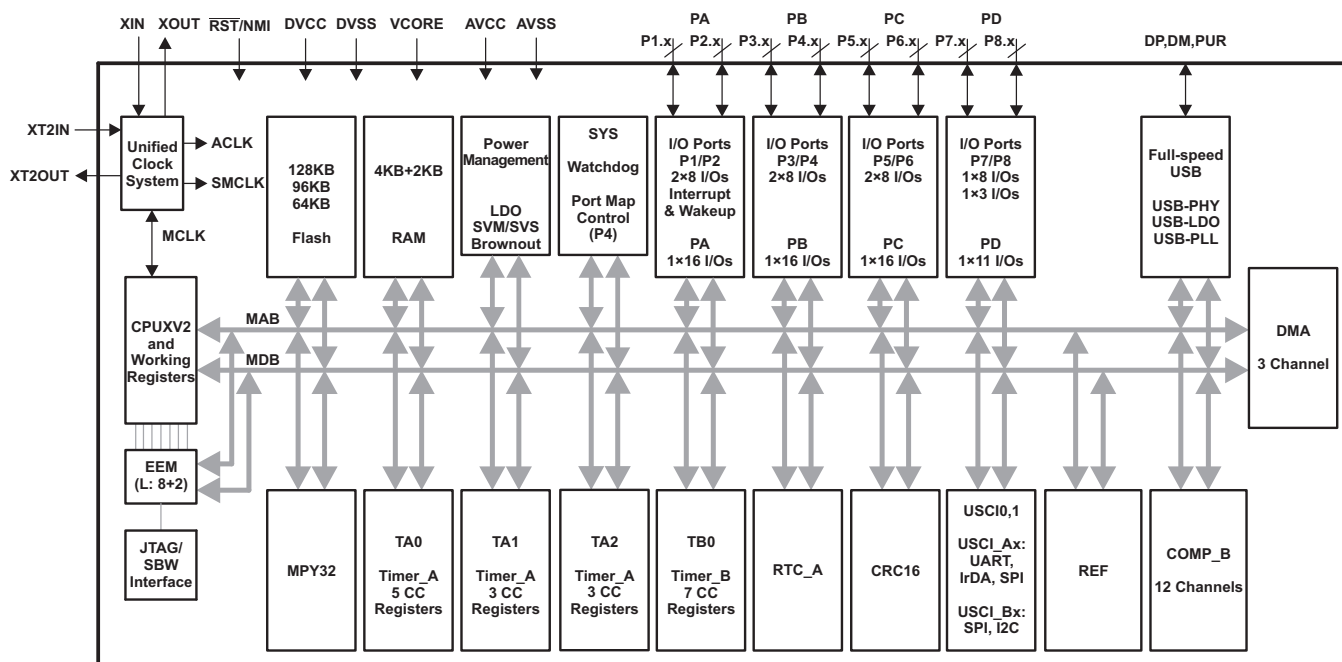 XIN
XOUT
RST/NMI
DVCC
DVSS
VCORE
AVCC
AVSS
PA
P1.x
P2.x
PB
P3.x
P4.x
PC
P5.x
P6.x
PD
P7.x
P8.x
DP,DM,PUR
XT2IN
XT2OUT
Unified
Clock
System
ACLK
SMCLK
MCLK
128KB
96KB
64KB
Flash
4KB+2KB
RAM
Power
Management
LDO
SVM/SVS
Brownout
SYS
Watchdog
Port Map
Control
(P4)
I/O Ports
P1/P2
2×8 I/Os
Interrupt
& Wakeup
PA
1×16 I/Os
I/O Ports
P3/P4
2×8 I/Os
PB
1×16 I/Os
I/O Ports
P5/P6
2×8 I/Os
PC
1×16 I/Os
I/O Ports
P7/P8
1×8 I/Os
1×3 I/Os
PD
1×11 I/Os
Full-speed
USB
USB-PHY
USB-LDO
USB-PLL
CPUXV2
and
Working
Registers
MAB
MDB
DMA
3 Channel
EEM
(L: 8+2)
JTAG/
SBW
Interface
MPY32
TA0
Timer_A
5 CC
Registers
TA1
Timer_A
3 CC
Registers
TA2
Timer_A
3 CC
Registers
TB0
Timer_B
7 CC
Registers
RTC_A
CRC16
USCI0,1
USCI_Ax:
UART,
IrDA, SPI
USCI_Bx:
SPI, I2C
REF
COMP_B
12 Channels